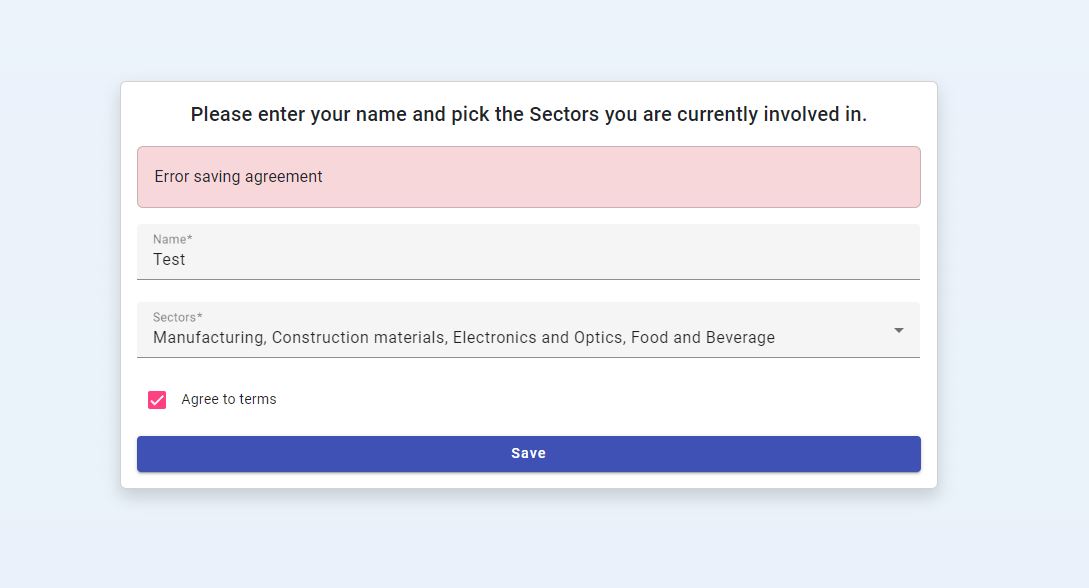 Please enter your name and pick the Sectors you are currently involved in.
Error saving agreement
Name*
Test
Sectors*
Manufacturing, Construction materials, Electronics and Optics, Food and Beverage
Agree to terms
Save